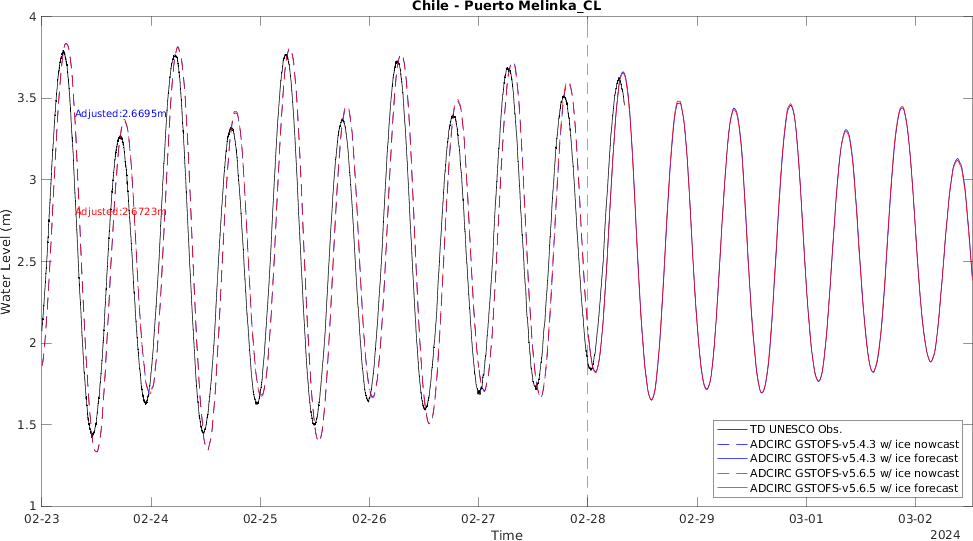 Chile - Puerto Melinka_CL
4
3.5
3
2.5
2
1.5
1
Water Level (m)
Adjusted:2.6695m
Adjusted:2.6723m
TD UNESCO Obs.
ADCIRC GSTOFS-v5.4.3 w/ ice nowcast
ADCIRC GSTOFS-v5.4.3 w/ ice forecast
ADCIRC GSTOFS-v5.6.5 w/ ice nowcast
ADCIRC GSTOFS-v5.6.5 w/ ice forecast
02-23 02-24 02-25 02-26 02-27 02-28 02-29 03-01 03-02
Time
2024